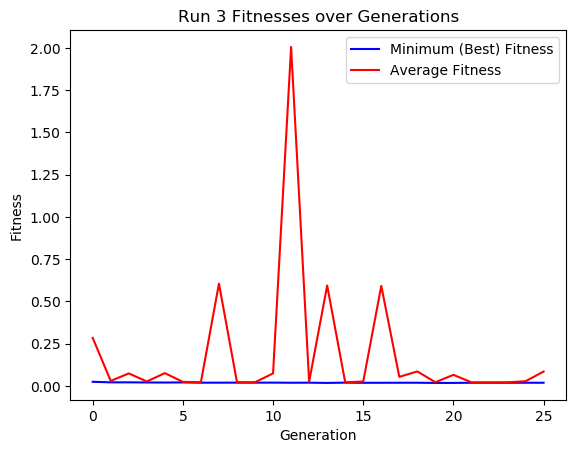 Run 3 Fitnesses over Generations
Minimum (Best) Fitness
Average Fitness
Fitness
2.00
1.75
1.50
1.25
1.00
0.75
0.50
0.25
0.00
0 5 10 15 20 25
Generation